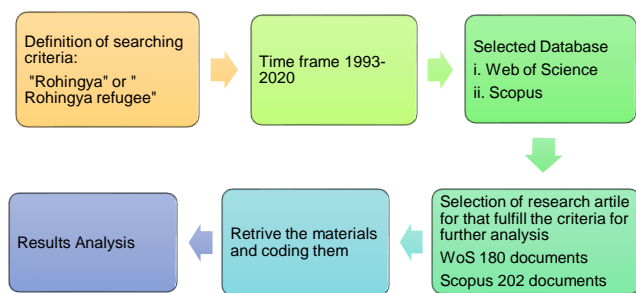 Definition of searching
criteria:
"Rohingya" or "
Rohingya refugee"
Time frame 1993-
2020
Selected Database
i. Web of Science
ii. Scopus
Selection of research artile
for that fulfill the criteria for
further analysis
WoS 180 documents
Scopus 202 documents
Retrive the materials
and coding them
Results Analysis